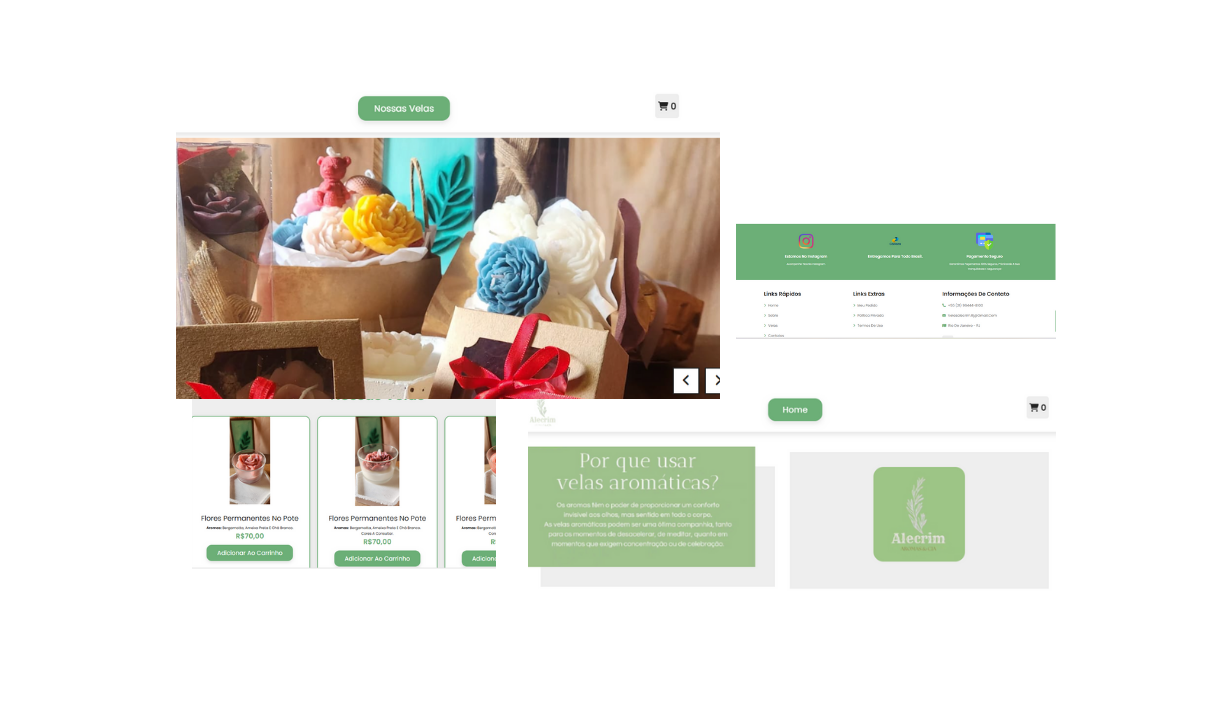 Nossas Velas
0
Estamos No Instagram
Entregamos Para Todo Brasil
Pagamento Seguro
Links Rápidos
Links Extras
Informações De Contato
Home
Meu Pedido
Sobre
Política Privada
Velas
Termos De Uso
Rio De Janeiro - RJ
Contato
Flores Permanentes No Pote
Aromas: Bergamota, Ameixa Preta E Chá Branco.
R$70,00
Adicionar Ao Carrinho
Flores Permanentes No Pote
Aromas: Bergamota, Ameixa Preta E Chá Branco.
Cores A Consultar.
R$70,00
Adicionar Ao Carrinho
Flores Perm
Aromas: Bergamo
R$
Adicion
Alecrim
Home
0
Por que usar
velas aromáticas?
Os aromas têm o poder de proporcionar um conforto
invisível aos olhos, mas sentido em todo o corpo.
As velas aromáticas podem ser uma ótima companhia, tanto
para os momentos de desacelerar, de meditar, quanto em
momentos que exigem concentração ou de celebração.
Alecrim